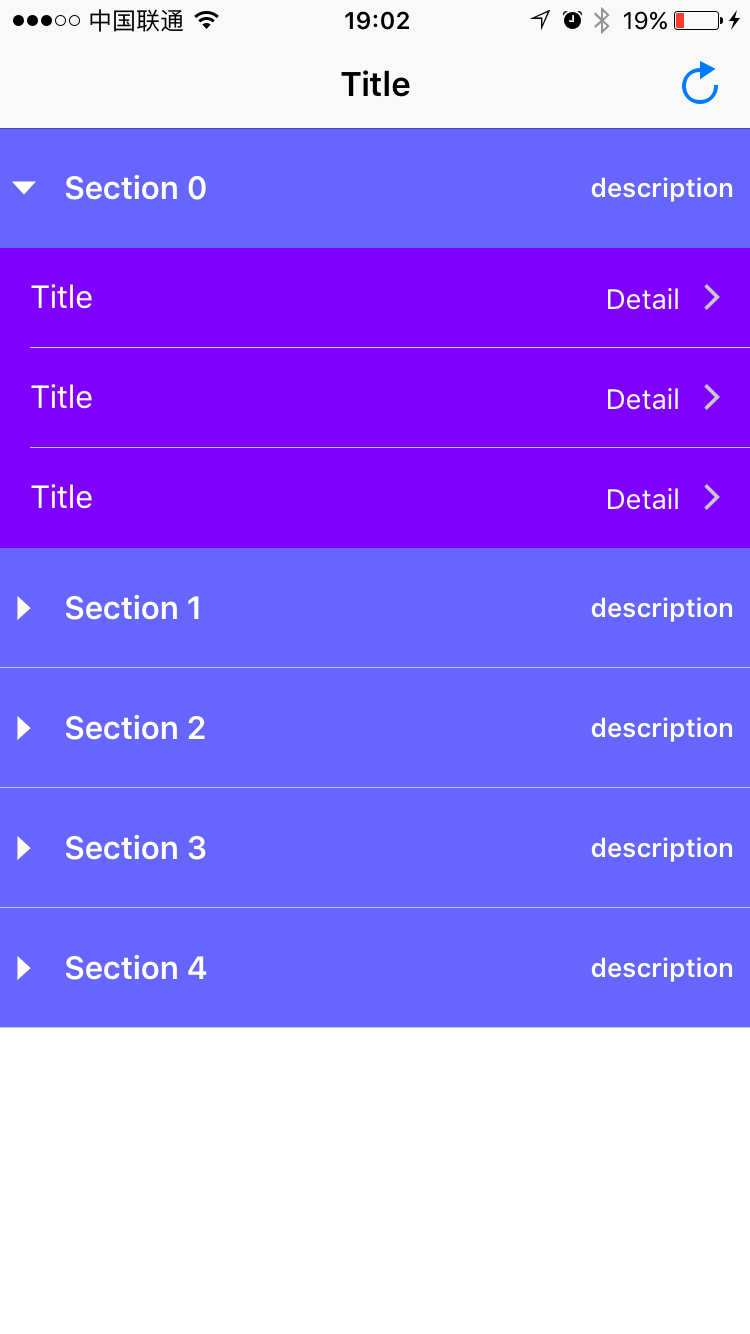 中国联通 19:02 19%
Title
Section 0 description
Title Detail
Title Detail
Title Detail
Section 1 description
Section 2 description
Section 3 description
Section 4 description